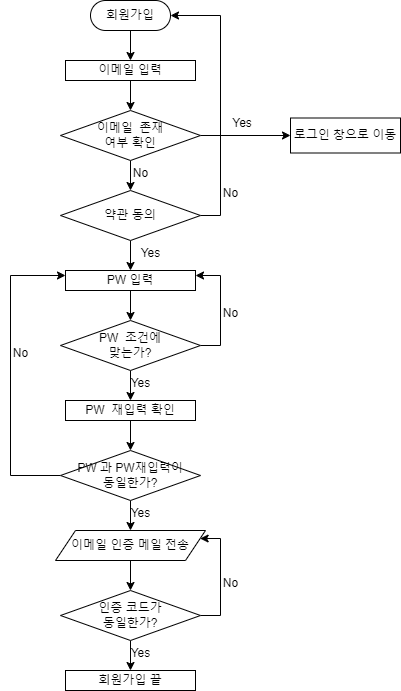 회원가입
이메일 입력
이메일 존재
여부 확인
Yes
로그인 창으로 이동
No
약관 동의
No
Yes
PW 입력
No
PW 조건에
맞는가?
No
Yes
PW 재입력 확인
PW 과 PW재입력이
동일한가?
Yes
이메일 인증 메일 전송
No
인증 코드가
동일한가?
Yes
회원가입 끝